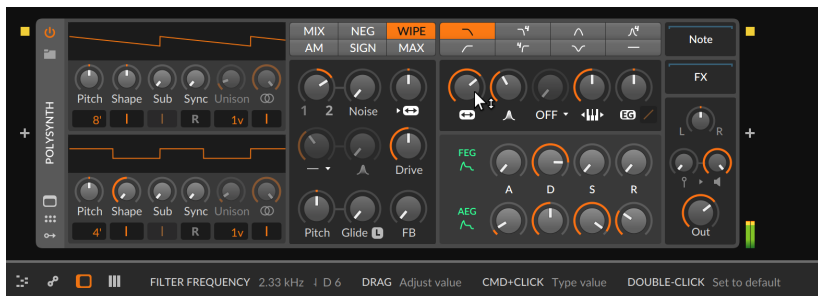 POLYSYNTH
Pitch Shape Sub Sync Unison
8' R 1v
Pitch Shape Sub Sync Unison
4' R 1v
MIX NEG WIPE
AM SIGN MAX
1 2 Noise
Drive
Pitch Glide L FB
OFF EG
FEG
A D S R
AEG
Note
FX
L R
Out
FILTER FREQUENCY 2.33 kHz D 6 DRAG Adjust value CMD+CLICK Type value DOUBLE-CLICK Set to default